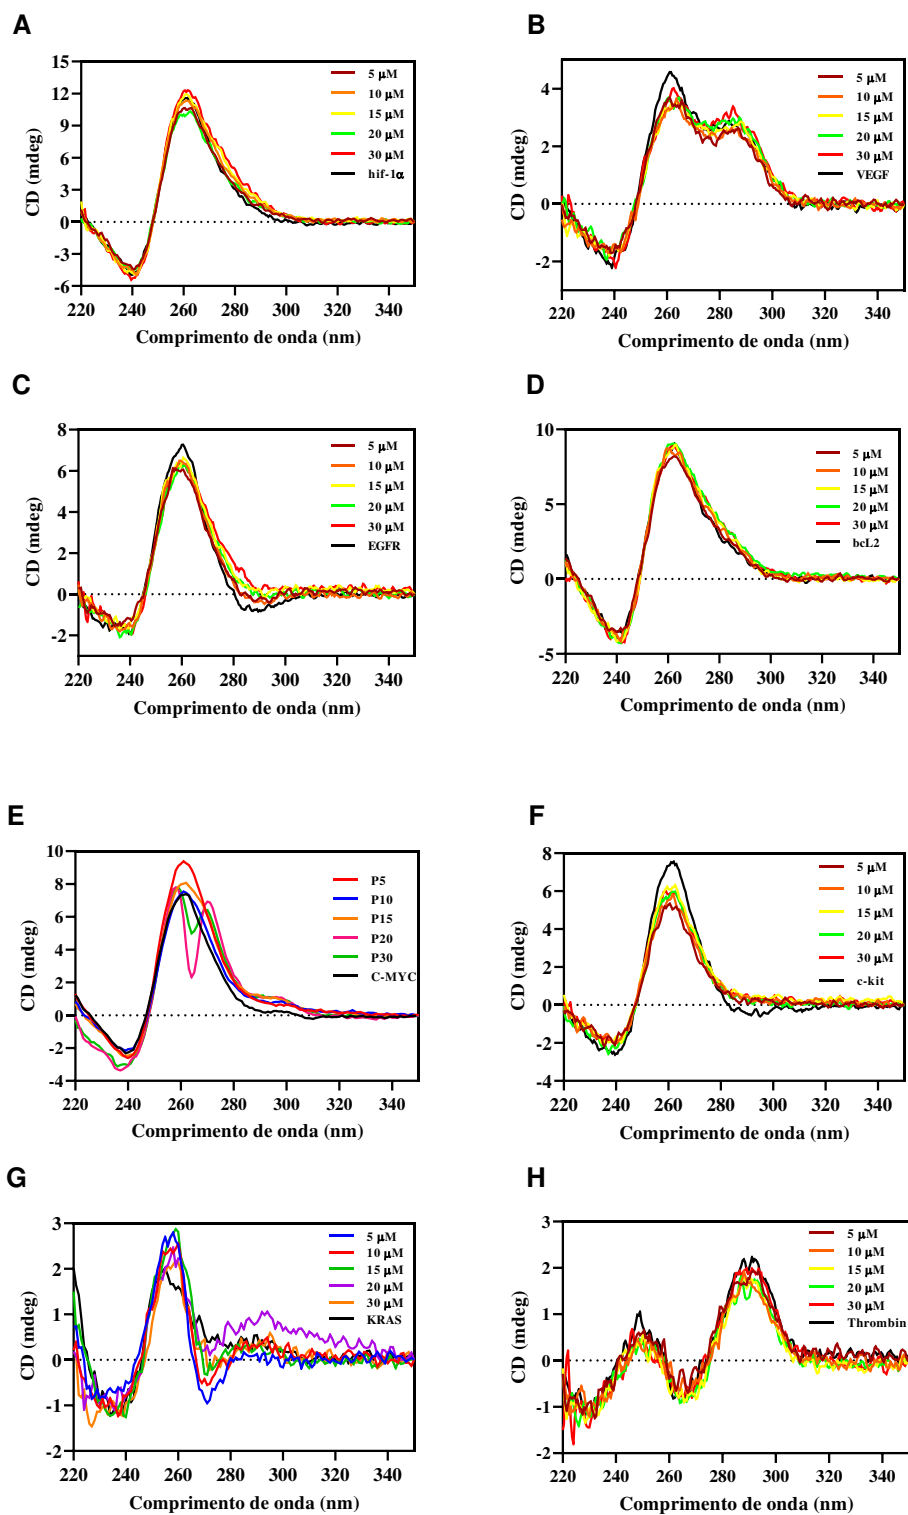 A
CD (mdeg)
15
12
9
6
3
0
-3
-6
220 240 260 280 300 320 340
Comprimento de onda (nm)
5 µM
10 µM
15 µM
20 µM
30 µM
hif-1α
B
CD (mdeg)
4
2
0
-2
220 240 260 280 300 320 340
Comprimento de onda (nm)
5 µM
10 µM
15 µM
20 µM
30 µM
VEGF
C
CD (mdeg)
8
6
4
2
0
-2
220 240 260 280 300 320 340
Comprimento de onda (nm)
5 µM
10 µM
15 µM
20 µM
30 µM
EGFR
D
CD (mdeg)
10
5
0
-5
220 240 260 280 300 320 340
Comprimento de onda (nm)
5 µM
10 µM
15 µM
20 µM
30 µM
bcL2
E
CD (mdeg)
10
8
6
4
2
0
-2
-4
220 240 260 280 300 320 340
Comprimento de onda (nm)
P5
P10
P15
P20
P30
C-MYC
F
CD (mdeg)
8
6
4
2
0
-2
-4
220 240 260 280 300 320 340
Comprimento de onda (nm)
5 µM
10 µM
15 µM
20 µM
30 µM
c-kit
G
CD (mdeg)
3
2
1
0
-1
-2
220 240 260 280 300 320 340
Comprimento de onda (nm)
5 µM
10 µM
15 µM
20 µM
30 µM
KRAS
H
CD (mdeg)
3
2
1
0
-1
-2
220 240 260 280 300 320 340
Comprimento de onda (nm)
5 µM
10 µM
15 µM
20 µM
30 µM
Thrombin